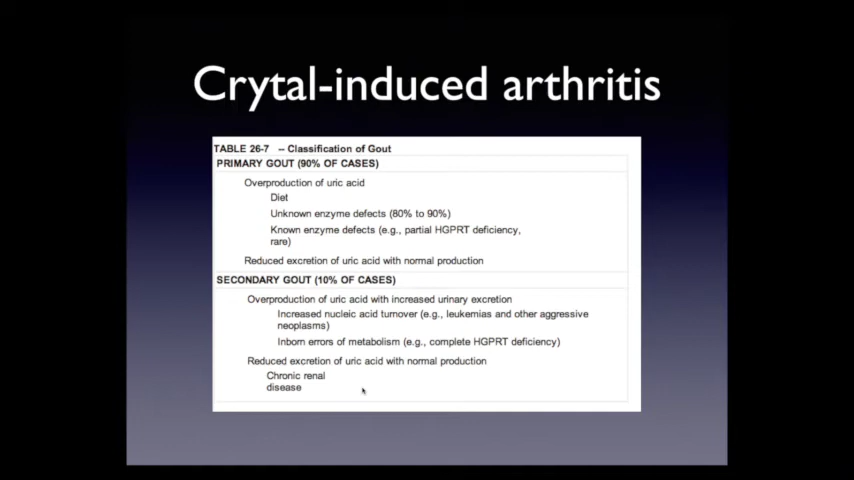 Crytal-induced arthritis
TABLE 26-7 -- Classification of Gout
PRIMARY GOUT (90% OF CASES)
Overproduction of uric acid
Diet
Unknown enzyme defects (80% to 90%)
Known enzyme defects (e.g., partial HGPRT deficiency,
rare)
Reduced excretion of uric acid with normal production
SECONDARY GOUT (10% OF CASES)
Overproduction of uric acid with increased urinary excretion
Increased nucleic acid turnover (e.g., leukemias and other aggressive
neoplasms)
Inborn errors of metabolism (e.g., complete HGPRT deficiency)
Reduced excretion of uric acid with normal production
Chronic renal
disease